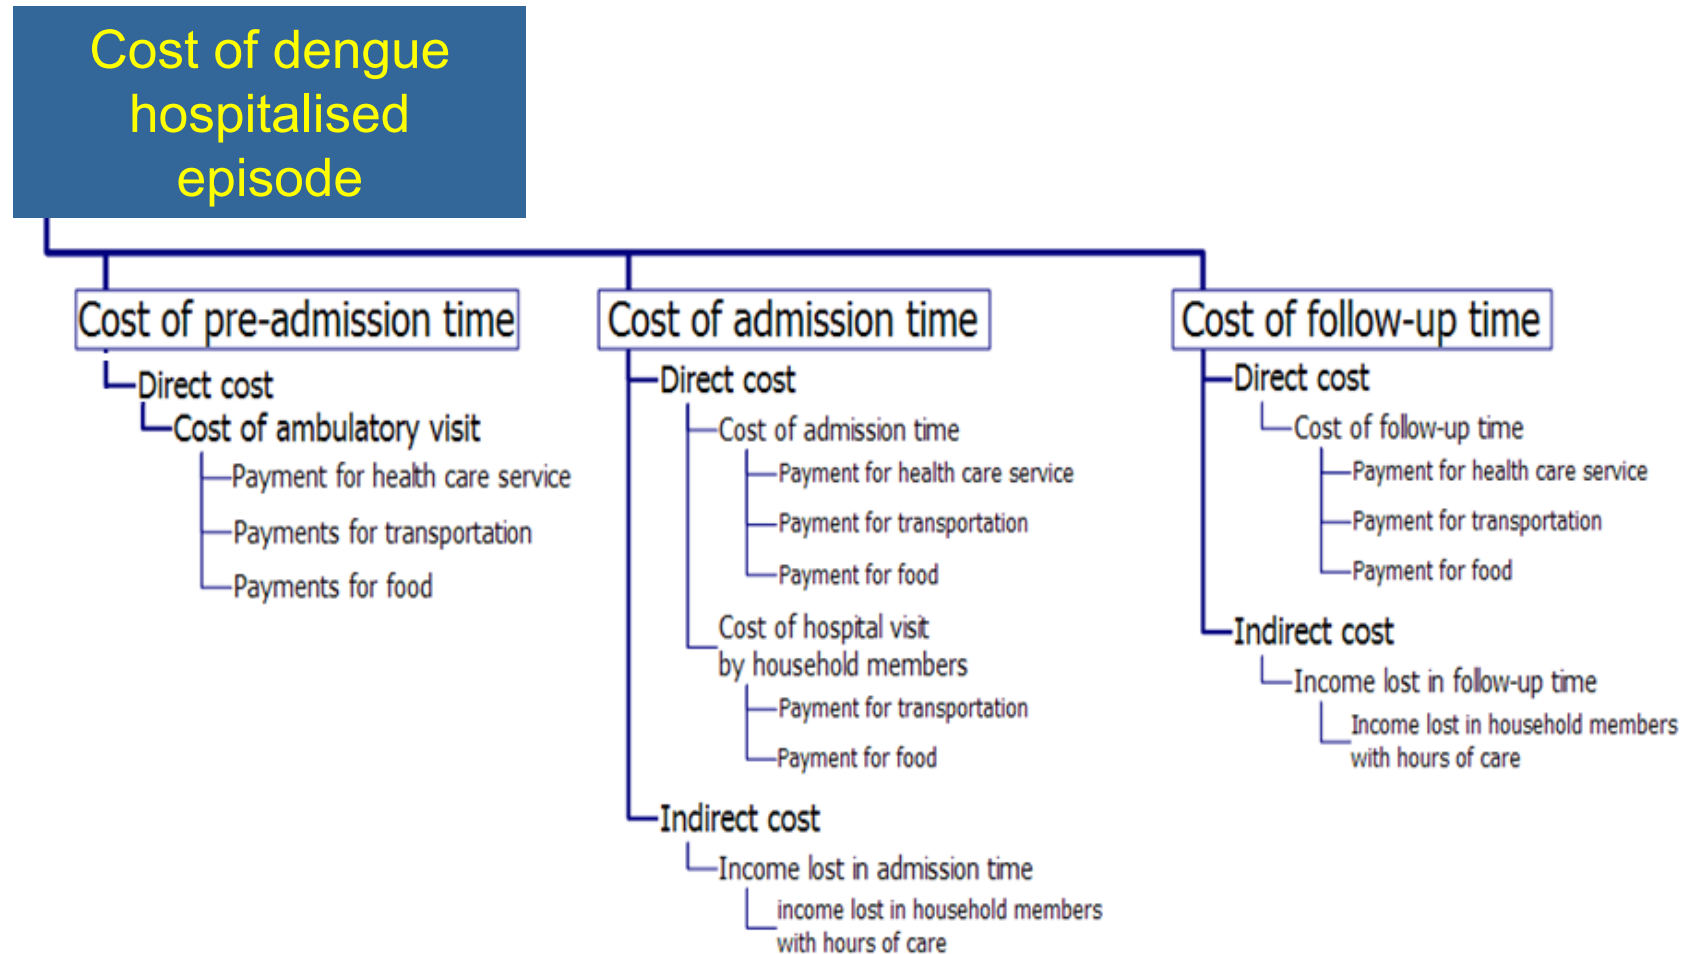 Cost of dengue
hospitalised
episode
Cost of pre-admission time
Direct cost
Cost of ambulatory visit
Payment for health care service
Payments for transportation
Payments for food
Cost of admission time
Direct cost
Cost of admission time
Payment for health care service
Payment for transportation
Payment for food
Cost of hospital visit
by household members
Payment for transportation
Payment for food
Indirect cost
Income lost in admission time
income lost in household members
with hours of care
Cost of follow-up time
Direct cost
Cost of follow-up time
Payment for health care service
Payment for transportation
Payment for food
Indirect cost
Income lost in follow-up time
Income lost in household members
with hours of care